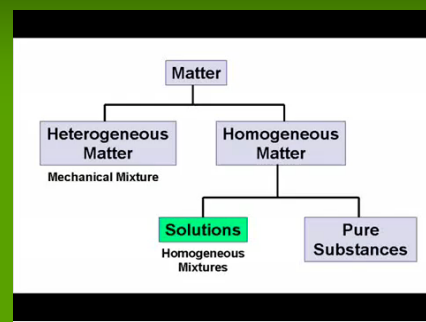 Matter
Heterogeneous
Matter
Mechanical Mixture
Homogeneous
Matter
Solutions
Homogeneous
Mixtures
Pure
Substances